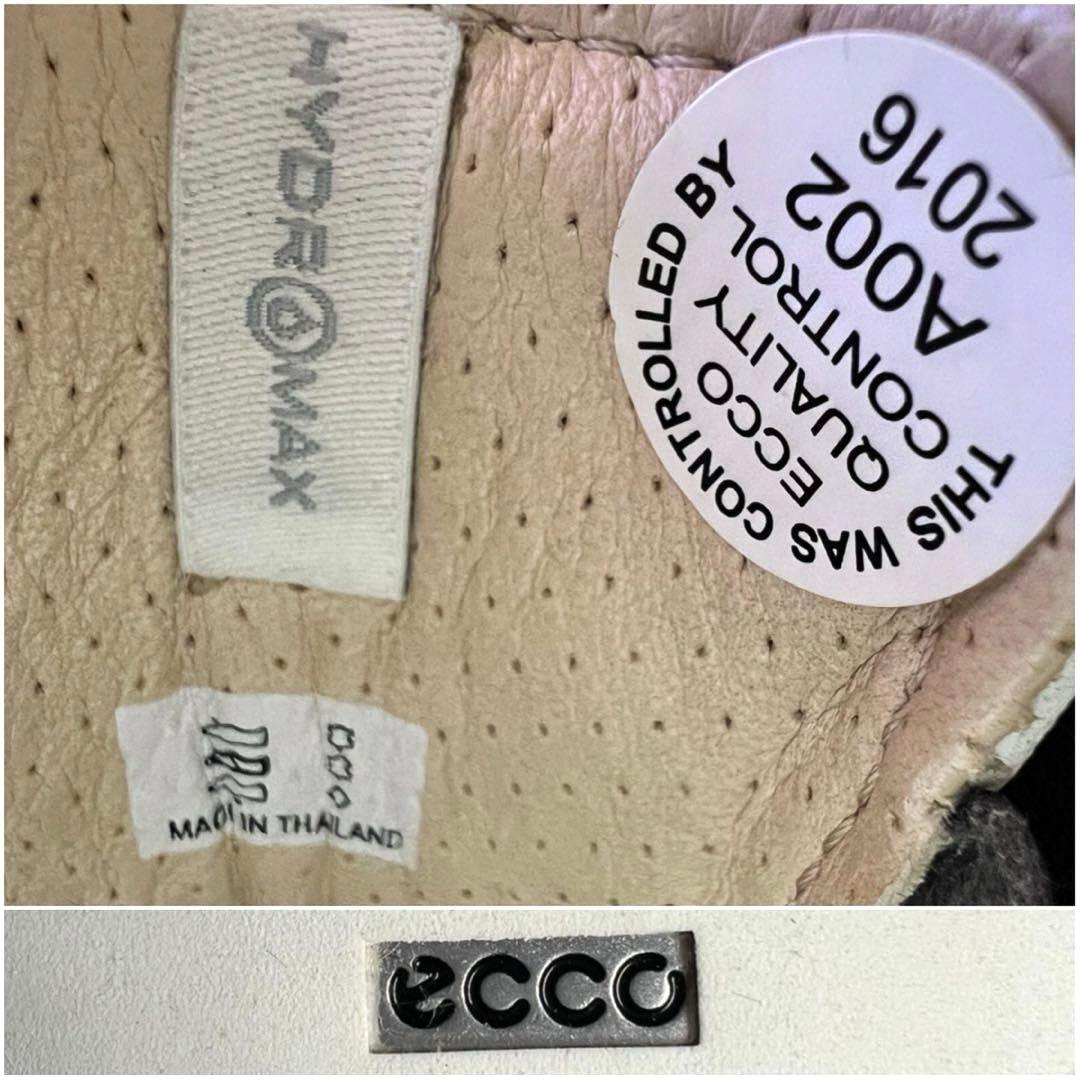 HYDROMAX
THIS WAS CONTROLLED BY
ECCO
QUALITY
CONTROL
A002
2016
MADE IN THAILAND
ecco